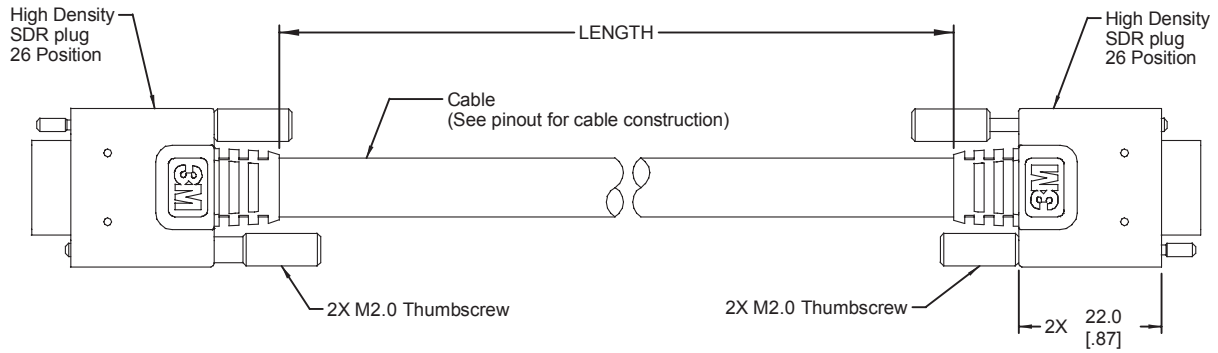 High Density
SDR plug
26 Position
LENGTH
High Density
SDR plug
26 Position
Cable
(See pinout for cable construction)
3M
3M
2X M2.0 Thumbscrew
2X M2.0 Thumbscrew
2X 22.0
[.87]